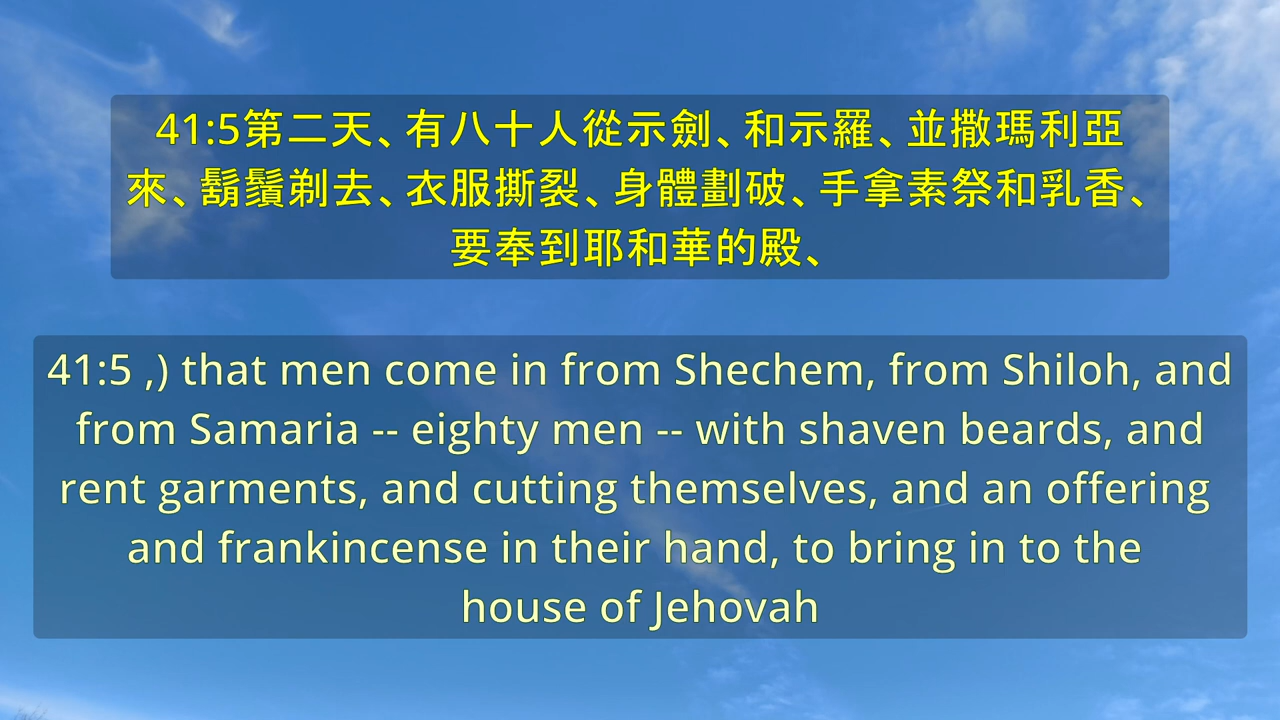 41:5第二天、有八十人從示劍、和示羅、並撒瑪利亞
來、鬍鬚剃去、衣服撕裂、身體劃破、手拿素祭和乳香、
要奉到耶和華的殿、
41:5 ,) that men come in from Shechem, from Shiloh, and
from Samaria -- eighty men -- with shaven beards, and
rent garments, and cutting themselves, and an offering
and frankincense in their hand, to bring in to the
house of Jehovah